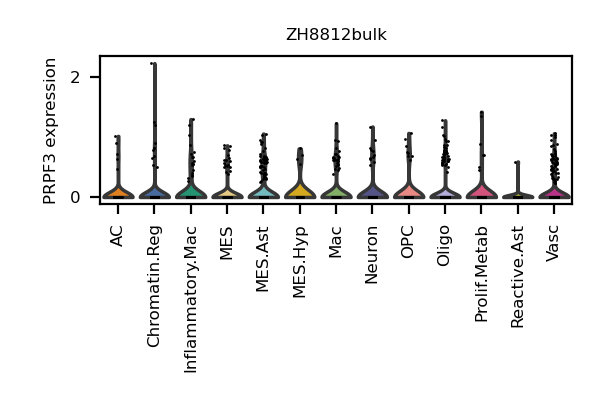 ZH8812bulk
PRPF3 expression
2
0
AC
Chromatin.Reg
Inflammatory.Mac
MES
MES.Ast
MES.Hyp
Mac
Neuron
OPC
Oligo
Prolif.Metab
Reactive.Ast
Vasc